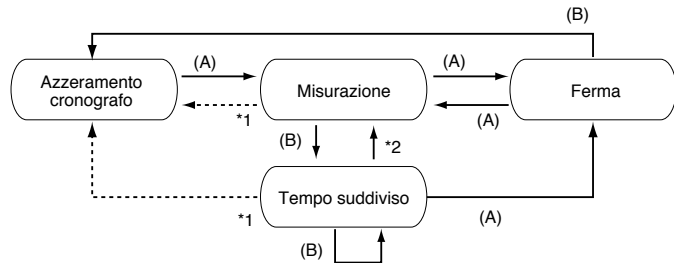 (B)
Azzeramento
cronografo
(A)
Misurazione
(A)
Ferma
*1
(A)
(B)
*2
Tempo suddiviso
*1
(A)
(B)